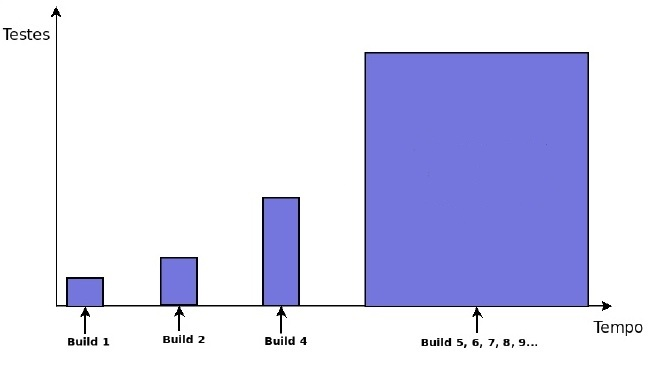 Testes
Tempo
Build 1
Build 2
Build 4
Build 5, 6, 7, 8, 9...